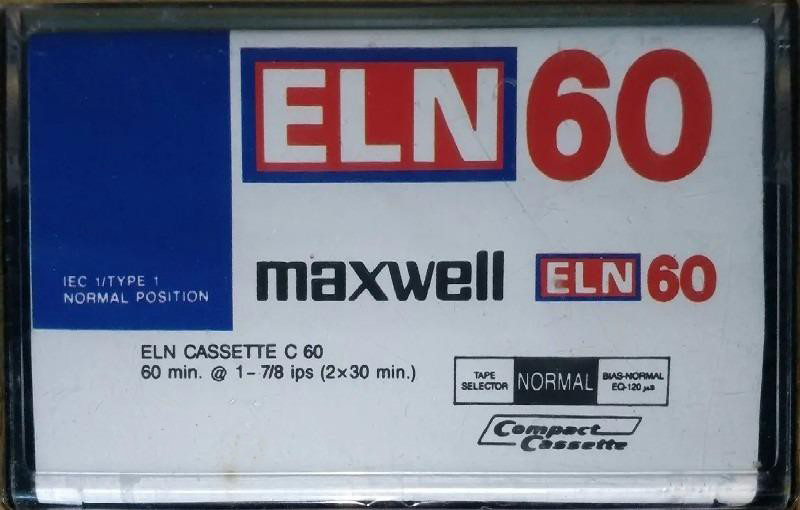 ELN 60
IEC 1/TYPE 1
NORMAL POSITION
maxwell ELN 60
ELN CASSETTE C 60
60 min. @ 1-7/8 ips (2×30 min.)
TAPE
SELECTOR
NORMAL
BIAS-NORMAL
EQ-120 μs
Compact
Cassette